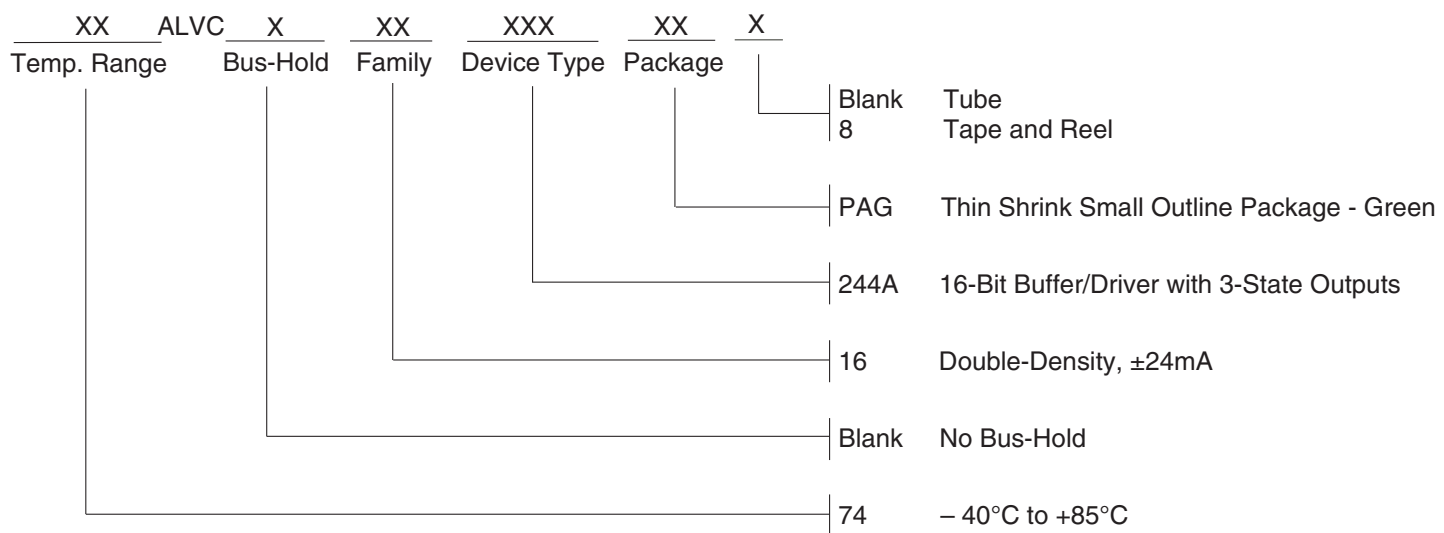 XX ALVC X XX XXX XX X
Temp. Range Bus-Hold Family Device Type Package
Blank Tube
8 Tape and Reel
PAG Thin Shrink Small Outline Package - Green
244A 16-Bit Buffer/Driver with 3-State Outputs
16 Double-Density, ±24mA
Blank No Bus-Hold
74 – 40°C to +85°C